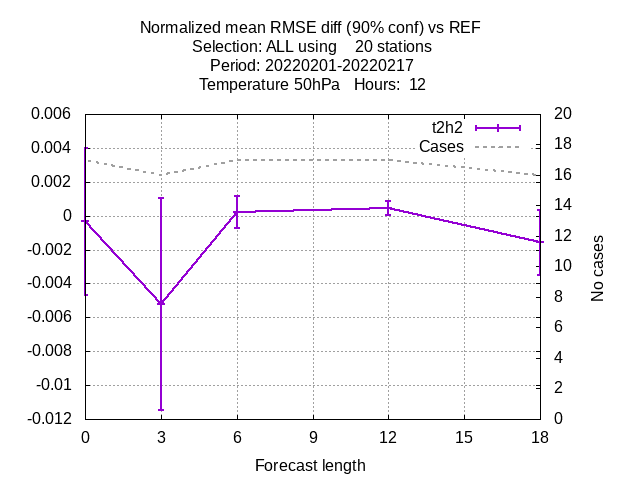 Normalized mean RMSE diff (90% conf) vs REF
Selection: ALL using    20 stations
Period: 20220201-20220217
Temperature 50hPa   Hours:  12
t2h2
Cases
0.006
0.004
0.002
0
-0.002
-0.004
-0.006
-0.008
-0.01
-0.012
20
18
16
14
12
10
8
6
4
2
0
No cases
0 3 6 9 12 15 18
Forecast length